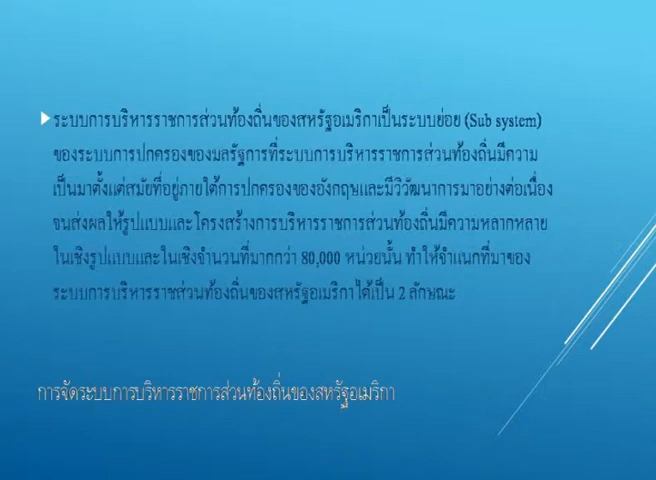 ระบบการบริหารราชการส่วนท้องถิ่นของสหรัฐอเมริกาเป็นระบบย่อย (Sub system)
ของระบบการปกครองของมลรัฐการที่ระบบการบริหารราชการส่วนท้องถิ่นมีความ
เป็นมาตั้งแต่สมัยที่อยู่ภายใต้การปกครองของอังกฤษและมีวิวัฒนาการมาอย่างต่อเนื่อง
จนส่งผลให้รูปแบบและโครงสร้างการบริหารราชการส่วนท้องถิ่นมีความหลากหลาย
ในเชิงรูปแบบและในเชิงจำนวนที่มากกว่า 80,000 หน่วยนั้น ทำให้จำแนกที่มาของ
ระบบการบริหารราชส่วนท้องถิ่นของสหรัฐอเมริกาได้เป็น 2 ลักษณะ
การจัดระบบการบริหารราชการส่วนท้องถิ่นของสหรัฐอเมริกา